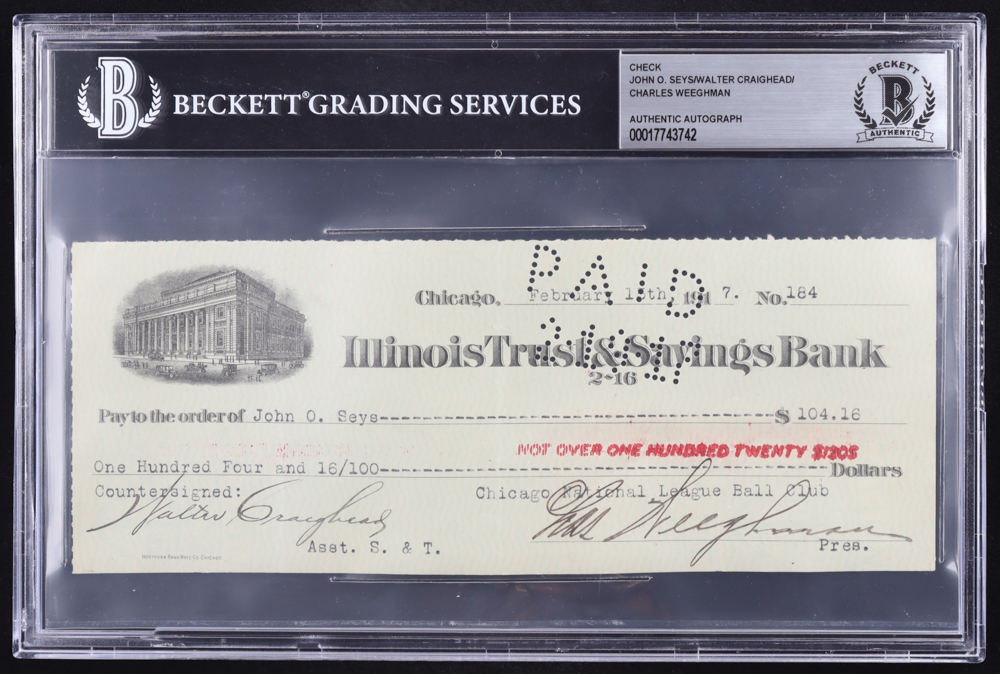 BECKETT® GRADING SERVICES
CHECK
JOHN O. SEYS/WALTER CRAIGHEAD/
CHARLES WEEGHMAN
AUTHENTIC AUTOGRAPH
00017743742
BECKETT
B
AUTHENTIC
PAID
Chicago, February 15th, 1917. No. 184
Illinois Trust & Savings Bank
2-16
Pay to the order of John O. Seys $ 104.16
NOT OVER ONE HUNDRED TWENTY $120$
One Hundred Four and 16/100 Dollars
Countersigned: Chicago National League Ball Club
Walter Craighead Chas Weeghman
Asst. S. & T. Pres.